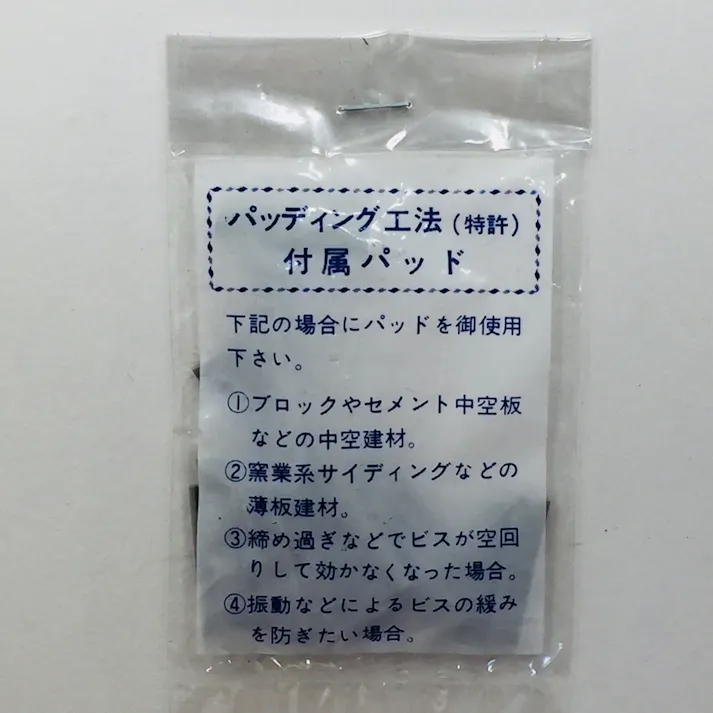 パッディング工法(特許)
付属パッド
下記の場合にパッドを御使用
下さい。
①ブロックやセメント中空板
などの中空建材。
②窯業系サイディングなどの
薄板建材。
③締め過ぎなどでビスが空回
りして効かなくなった場合。
④振動などによるビスの緩み
を防ぎたい場合。